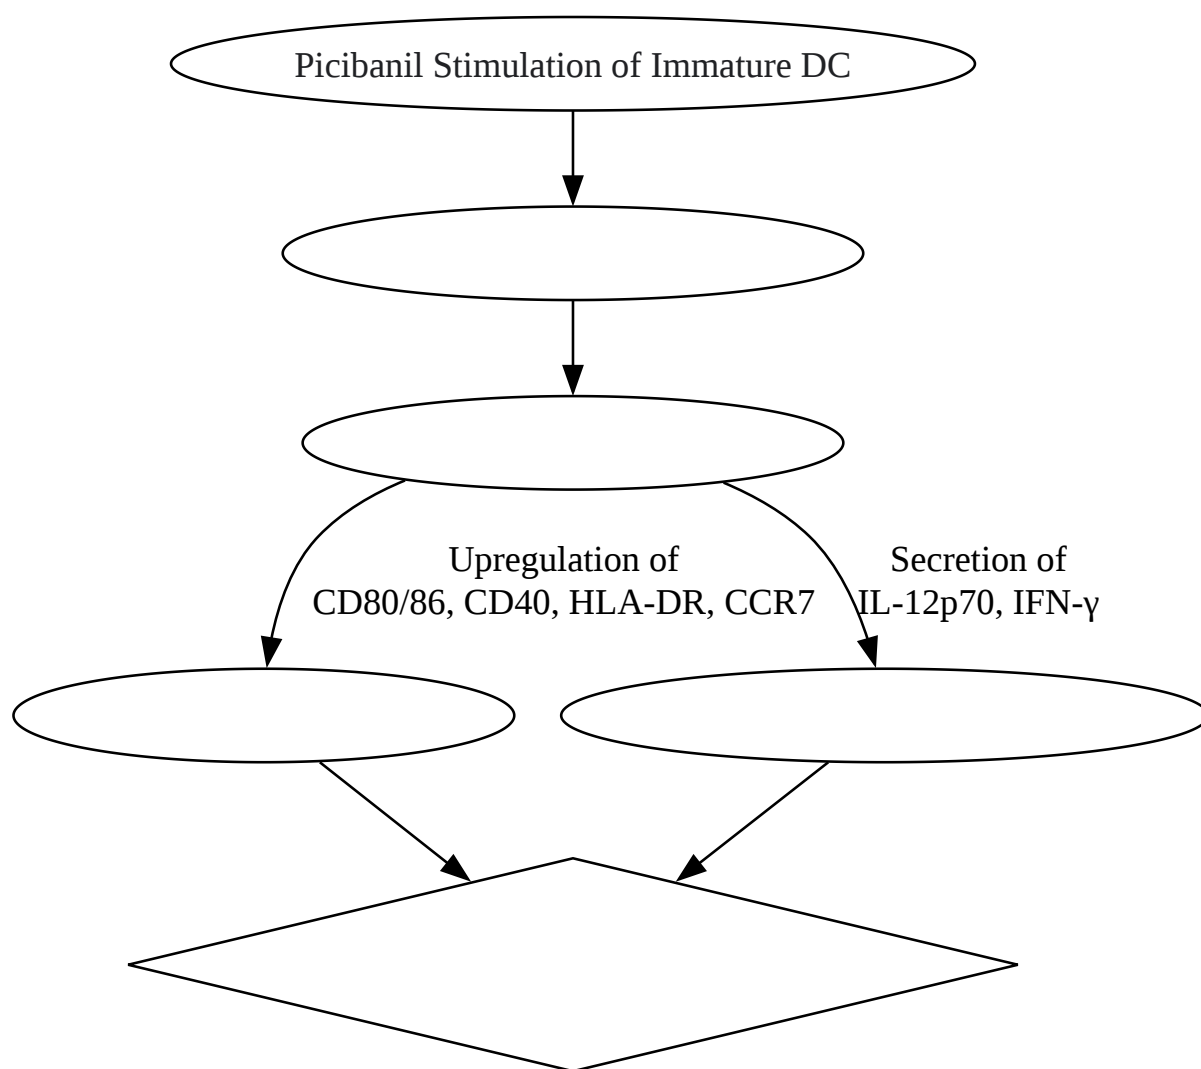 Picibanil Stimulation of Immature DC
Upregulation of
CD80/86, CD40, HLA-DR, CCR7
Secretion of
IL-12p70, IFN-γ